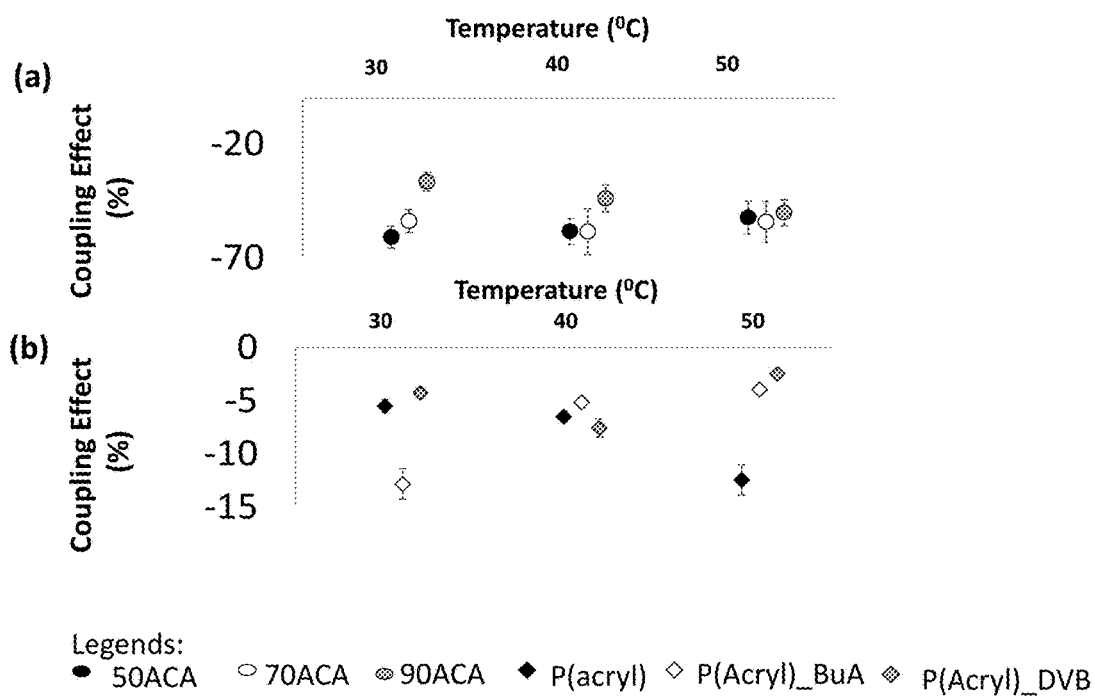 Temperature (⁰C)
30 40 50
(a)
Coupling Effect
(%)
-20
-70
Temperature (⁰C)
30 40 50
(b)
Coupling Effect
(%)
0
-5
-10
-15
Legends:
50ACA 70ACA 90ACA P(acryl) P(Acryl)_BuA P(Acryl)_DVB